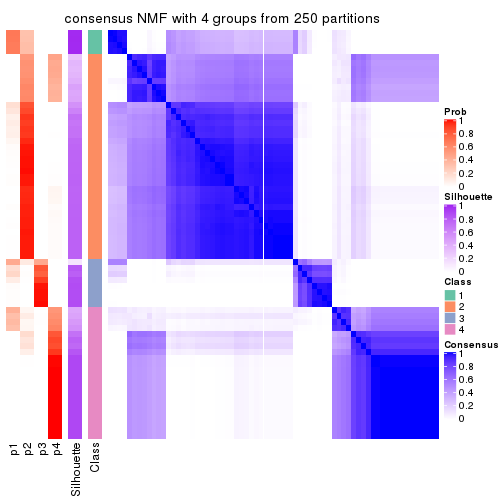 consensus NMF with 4 groups from 250 partitions
Prob
1
0.8
0.6
0.4
0.2
0
Silhouette
1
0.8
0.6
0.4
0.2
0
Class
1
2
3
4
Consensus
1
0.8
0.6
0.4
0.2
0
p1
p2
p3
p4
Silhouette
Class